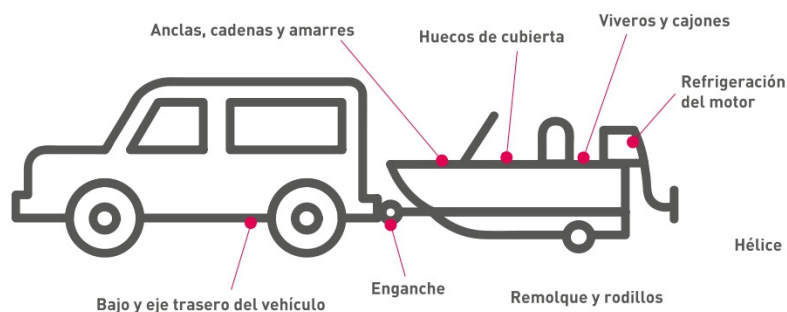 Anclas, cadenas y amarres
Huecos de cubierta
Viveros y cajones
Refrigeración
del motor
Hélice
Enganche
Remolque y rodillos
Bajo y eje trasero del vehículo